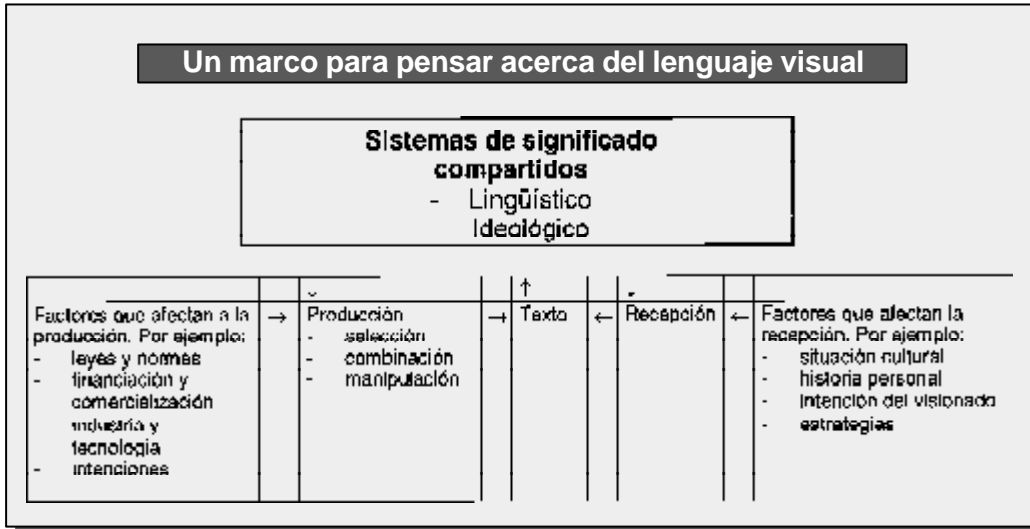 Un marco para pensar acerca del lenguaje visual
Sistemas de significado
compartidos
- Lingüístico
Ideológico
Factores que afectan a la
producción. Por ejemplo:
- leyes y normas
- financiación y
comercialización
industria y
tecnología
- intenciones
→
Producción
- selección
- combinación
- manipulación
→
↑
Texto
←
Recepción
←
Factores que afectan la
recepción. Por ejemplo:
- situación cultural
- historia personal
- intención del visionado
- estrategias